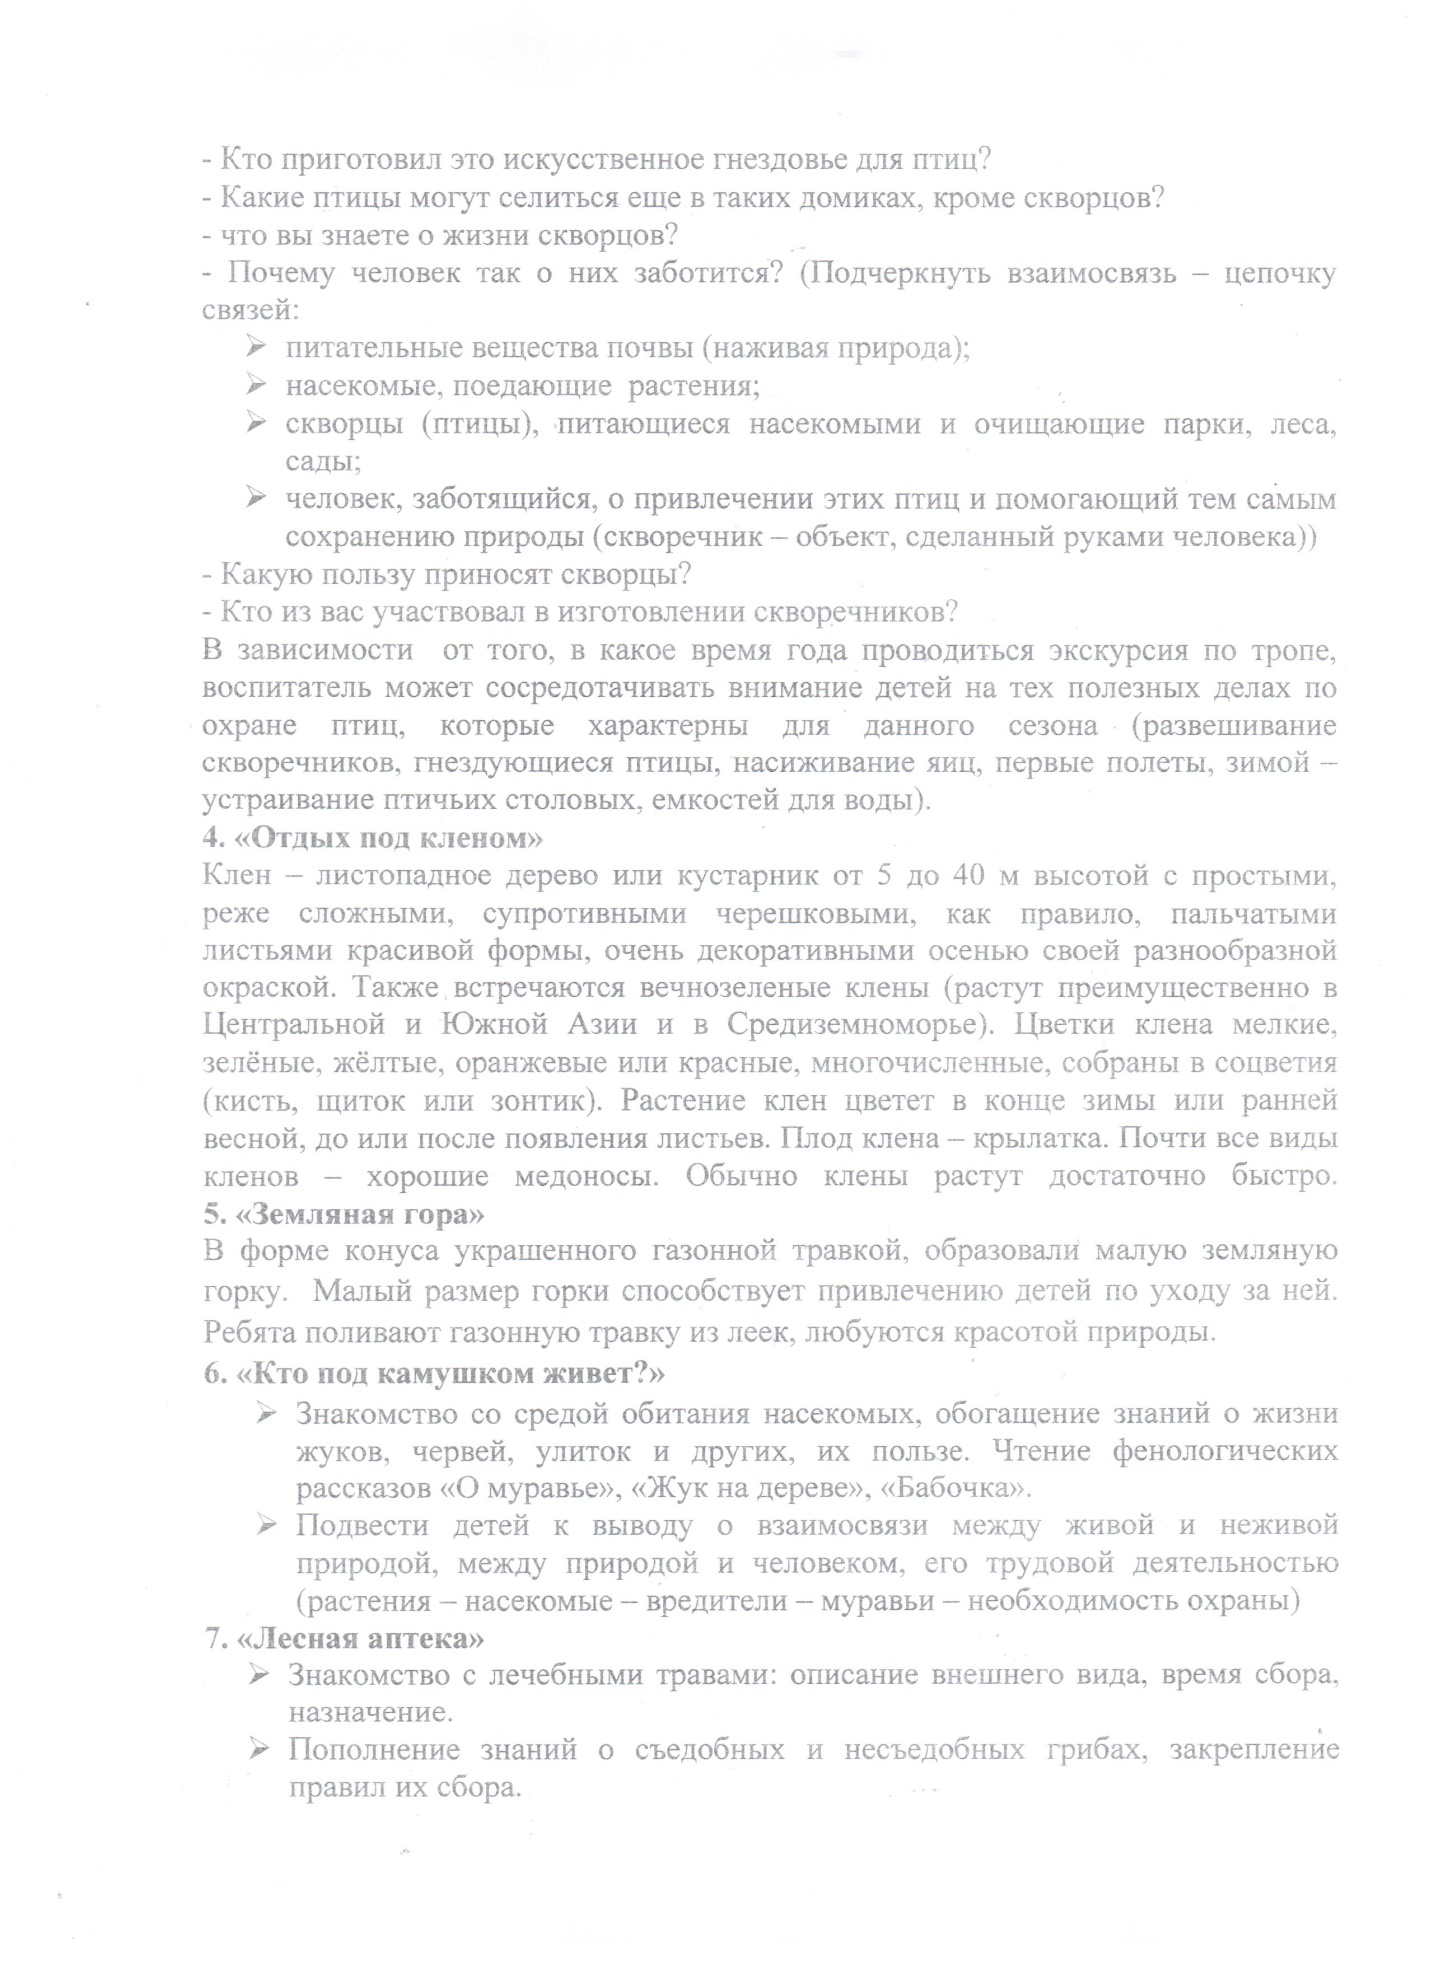 - Кто приготовил это искусственное гнездовье для птиц?
- Какие птицы могут селиться еще в таких домиках, кроме скворцов?
- что вы знаете о жизни скворцов?
- Почему человек так о них заботится? (Подчеркнуть взаимосвязь – цепочку
связей:
➢ питательные вещества почвы (наживая природа);
➢ насекомые, поедающие растения;
➢ скворцы (птицы), питающиеся насекомыми и очищающие парки, леса,
сады;
➢ человек, заботящийся, о привлечении этих птиц и помогающий тем самым
сохранению природы (скворечник – объект, сделанный руками человека))
- Какую пользу приносят скворцы?
- Кто из вас участвовал в изготовлении скворечников?
В зависимости от того, в какое время года проводиться экскурсия по тропе,
воспитатель может сосредотачивать внимание детей на тех полезных делах по
охране птиц, которые характерны для данного сезона (развешивание
скворечников, гнездующиеся птицы, насиживание яиц, первые полеты, зимой –
устраивание птичьих столовых, емкостей для воды).
4. «Отдых под кленом»
Клен – листопадное дерево или кустарник от 5 до 40 м высотой с простыми,
реже сложными, супротивными черешковыми, как правило, пальчатыми
листьями красивой формы, очень декоративными осенью своей разнообразной
окраской. Также встречаются вечнозеленые клены (растут преимущественно в
Центральной и Южной Азии и в Средиземноморье). Цветки клена мелкие,
зелёные, жёлтые, оранжевые или красные, многочисленные, собраны в соцветия
(кисть, щиток или зонтик). Растение клен цветет в конце зимы или ранней
весной, до или после появления листьев. Плод клена – крылатка. Почти все виды
кленов – хорошие медоносы. Обычно клены растут достаточно быстро.
5. «Земляная гора»
В форме конуса украшенного газонной травкой, образовали малую земляную
горку. Малый размер горки способствует привлечению детей по уходу за ней.
Ребята поливают газонную травку из леек, любуются красотой природы.
6. «Кто под камушком живет?»
➢ Знакомство со средой обитания насекомых, обогащение знаний о жизни
жуков, червей, улиток и других, их пользе. Чтение фенологических
рассказов «О муравье», «Жук на дереве», «Бабочка».
➢ Подвести детей к выводу о взаимосвязи между живой и неживой
природой, между природой и человеком, его трудовой деятельностью
(растения – насекомые – вредители – муравьи – необходимость охраны)
7. «Лесная аптека»
➢ Знакомство с лечебными травами: описание внешнего вида, время сбора,
назначение.
➢ Пополнение знаний о съедобных и несъедобных грибах, закрепление
правил их сбора.